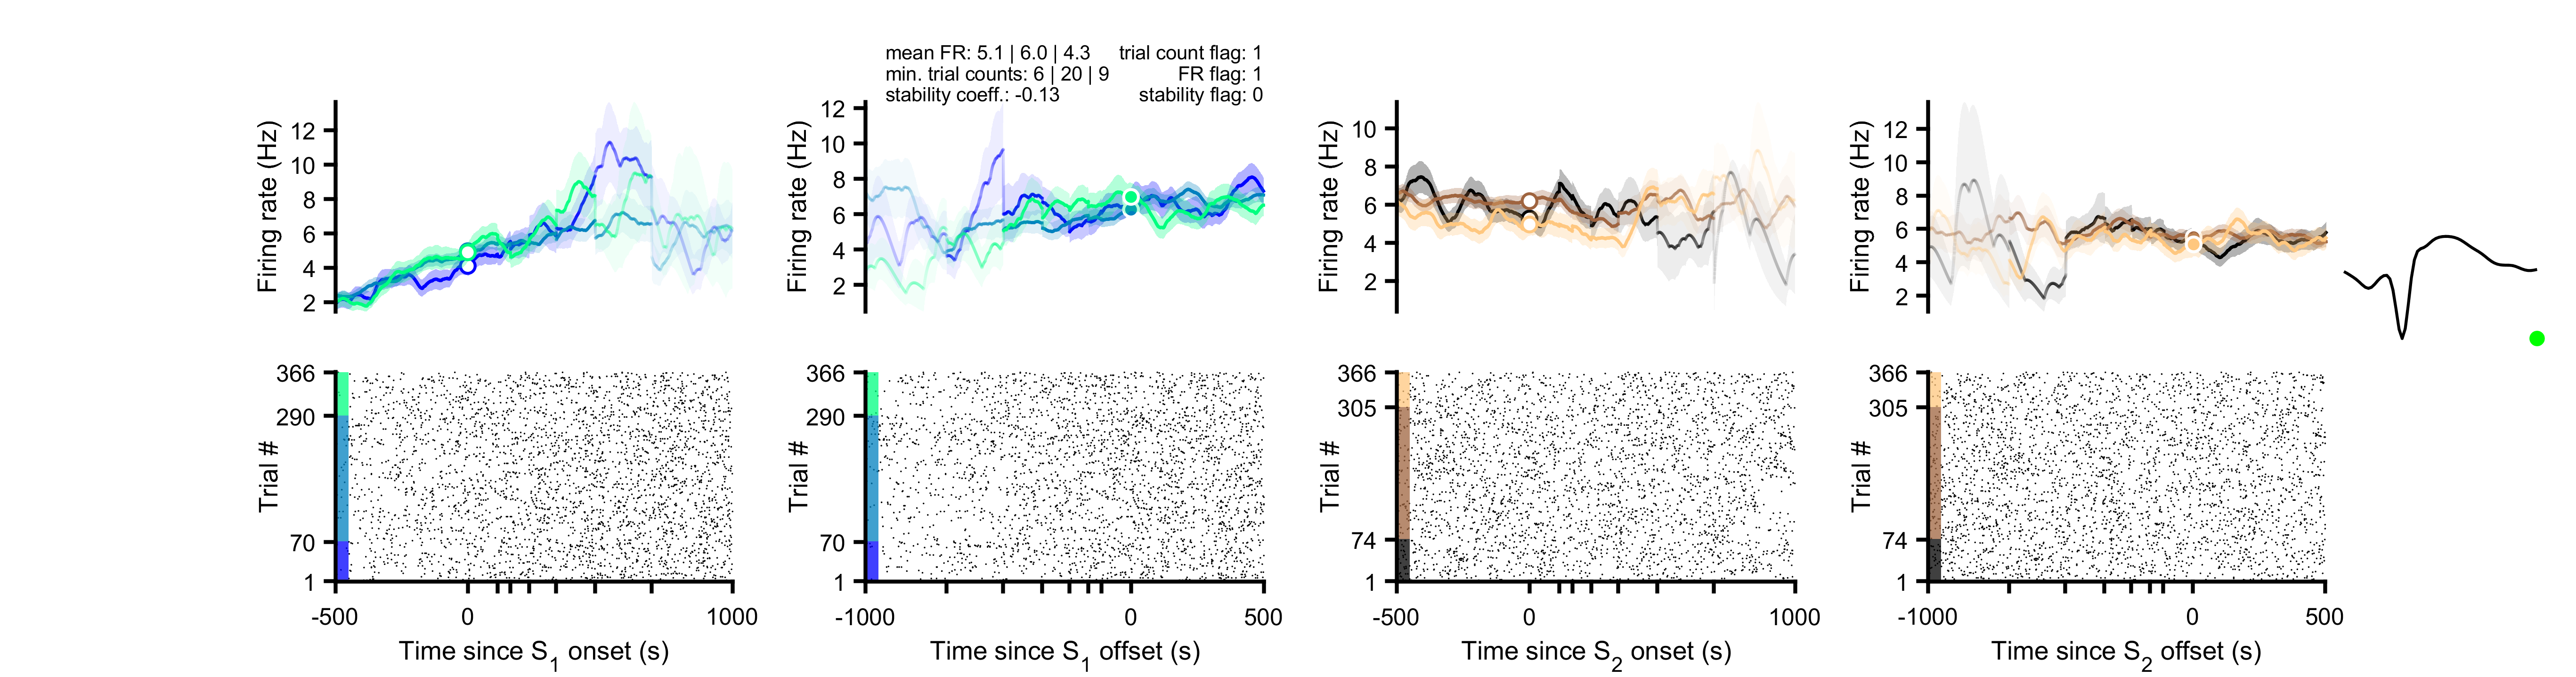 mean FR: 5.1 | 6.0 | 4.3 trial count flag: 1
min. trial counts: 6 | 20 | 9 FR flag: 1
stability coeff.: -0.13 stability flag: 0
Firing rate (Hz)
12
10
8
6
4
2
Firing rate (Hz)
12
10
8
6
4
2
Firing rate (Hz)
10
8
6
4
2
Firing rate (Hz)
12
10
8
6
4
2
Trial #
366
290
70
1
-500 0 1000
Time since S1 onset (s)
Trial #
366
290
70
1
-1000 0 500
Time since S1 offset (s)
Trial #
366
305
74
1
-500 0 1000
Time since S2 onset (s)
Trial #
366
305
74
1
-1000 0 500
Time since S2 offset (s)